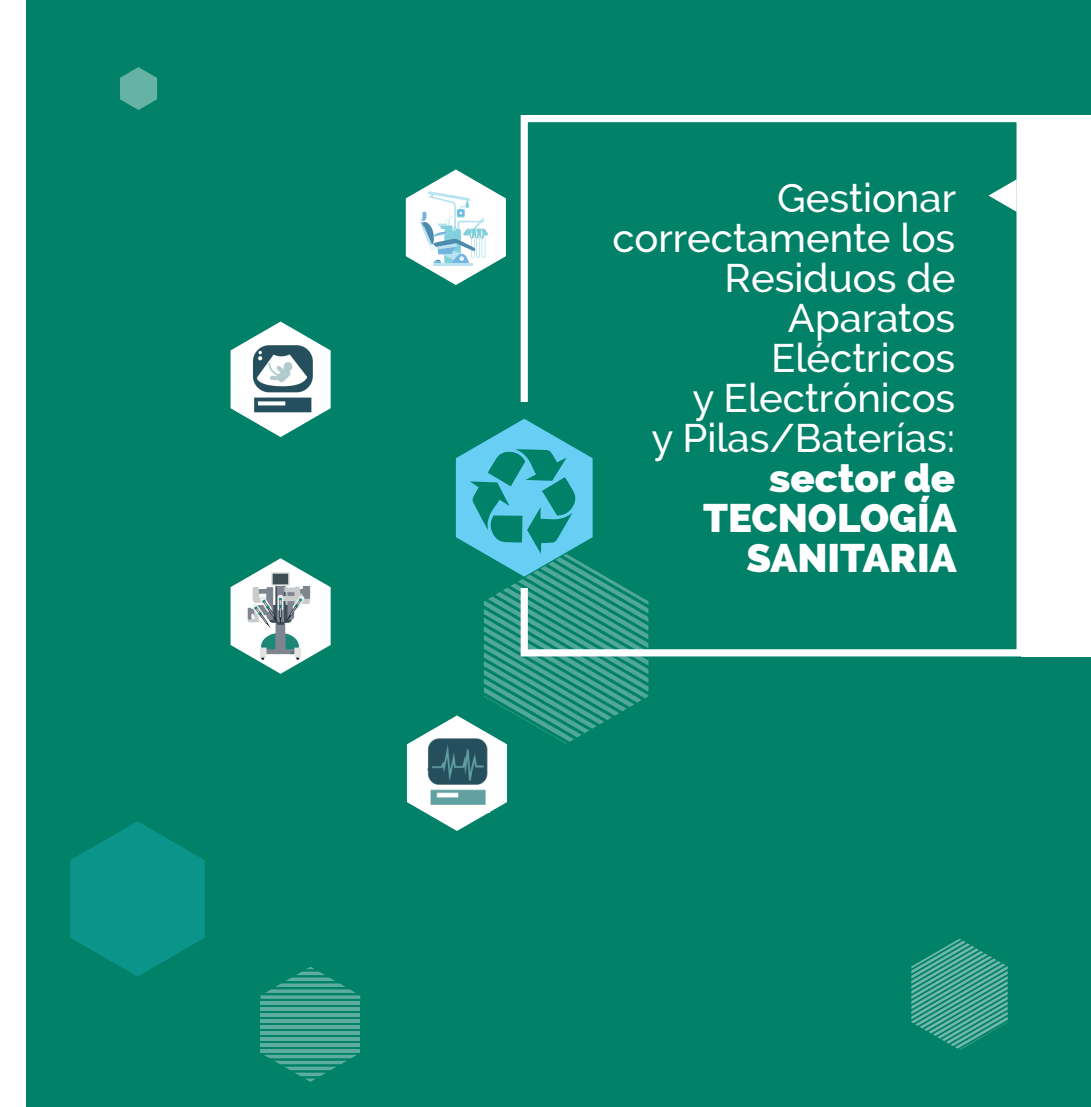 Gestionar
correctamente los
Residuos de
Aparatos
Eléctricos
y Electrónicos
y Pilas/Baterías:
sector de
TECNOLOGÍA
SANITARIA